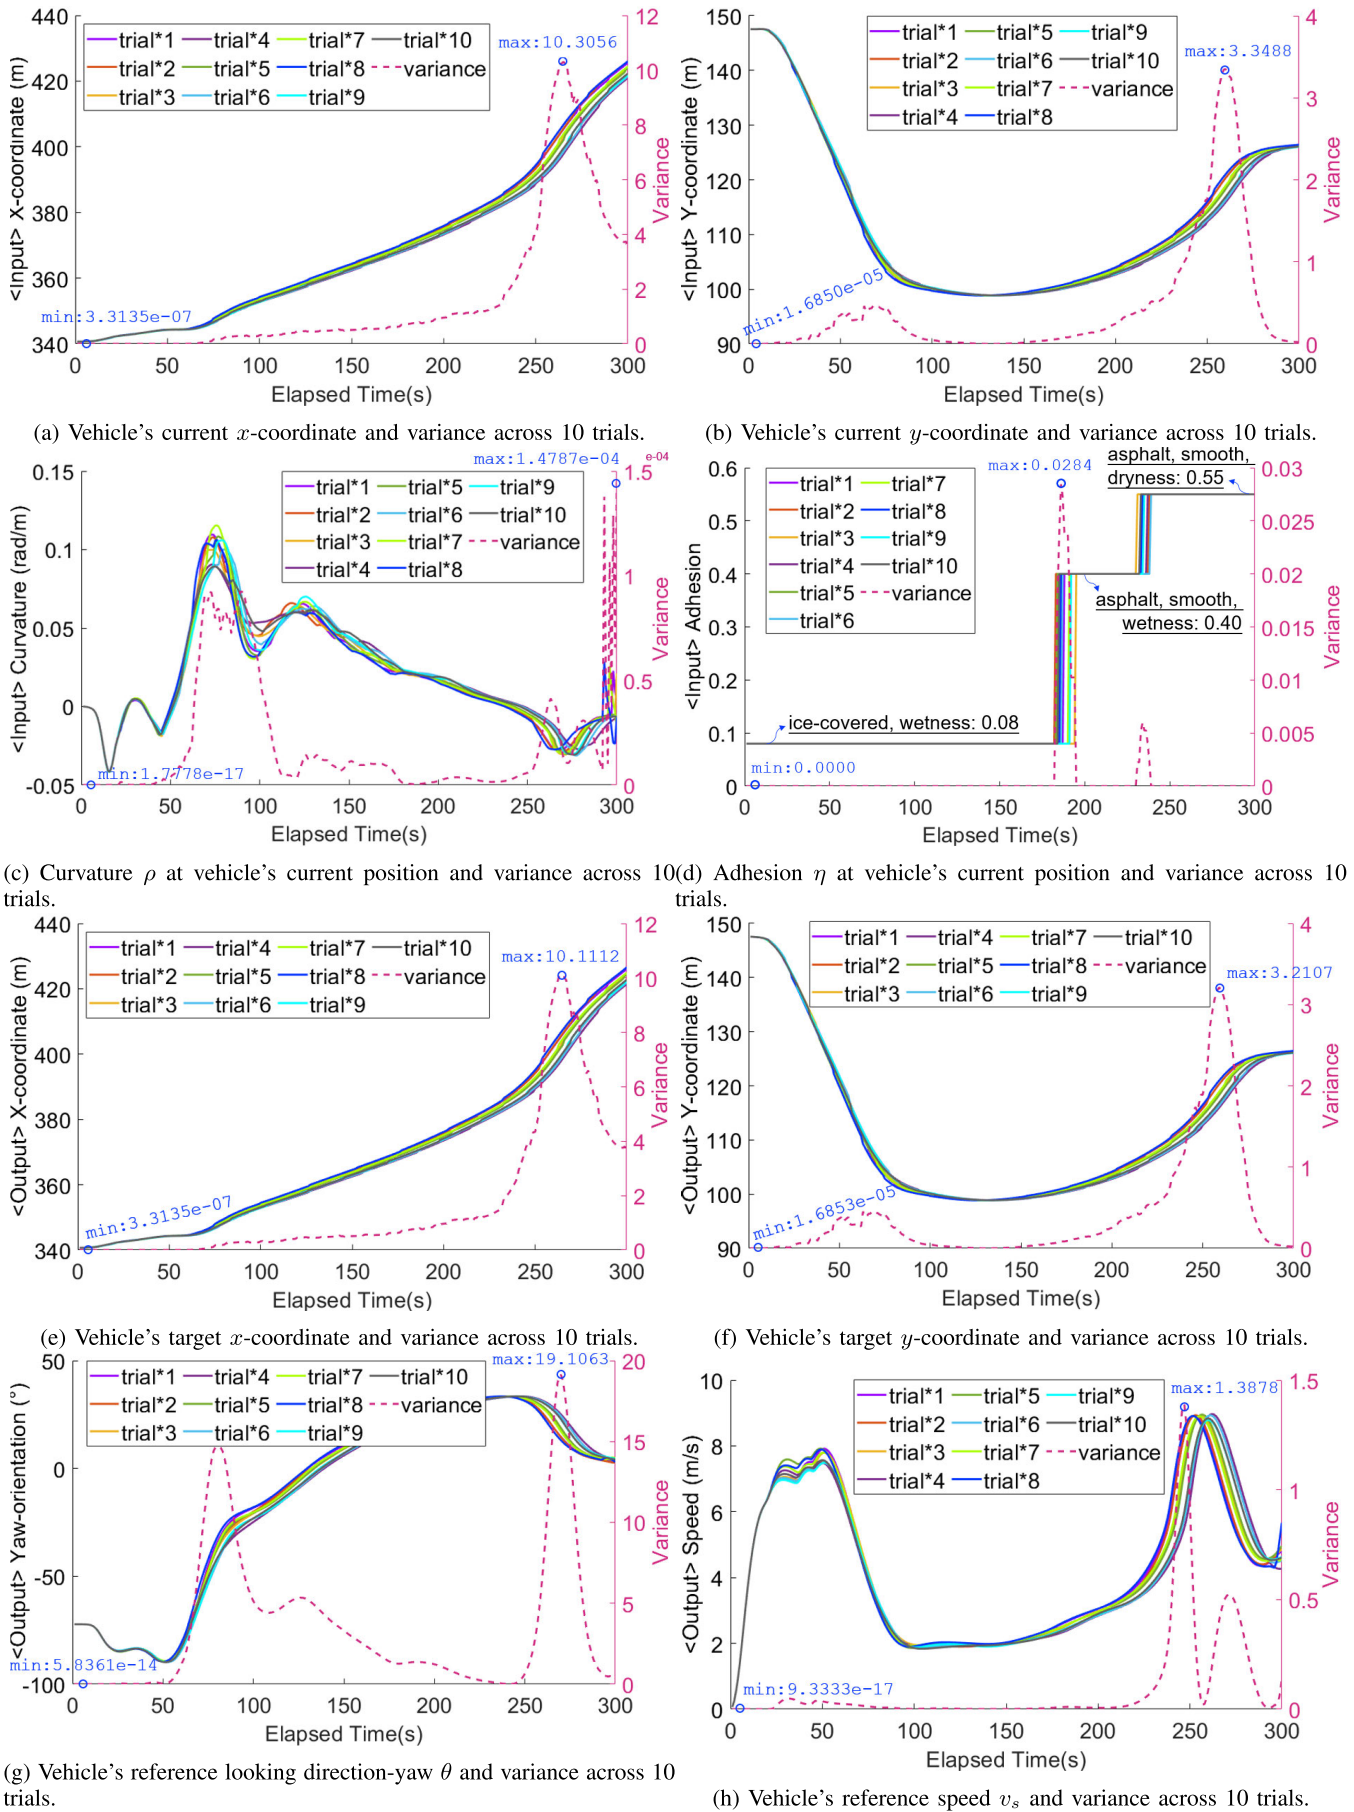 <Input> X-coordinate (m)
440
420
400
380
360
340
trial*1 trial*4 trial*7 trial*10
trial*2 trial*5 trial*8 variance
trial*3 trial*6 trial*9
max:10.3056
min:3.3135e-07
12
10
8
6
4
2
0
Variance
0 50 100 150 200 250 300
Elapsed Time(s)
(a) Vehicle's current x-coordinate and variance across 10 trials.
<Input> Y-coordinate (m)
150
140
130
120
110
100
90
trial*1 trial*5 trial*9
trial*2 trial*6 trial*10
trial*3 trial*7 variance
trial*4 trial*8
max:3.3488
min:1.6850e-05
4
3
2
1
0
Variance
0 50 100 150 200 250 300
Elapsed Time(s)
(b) Vehicle's current y-coordinate and variance across 10 trials.
<Input> Curvature (rad/m)
0.15
0.1
0.05
0
-0.05
max:1.4787e-04
trial*1 trial*5 trial*9
trial*2 trial*6 trial*10
trial*3 trial*7 variance
trial*4 trial*8
min:1.7778e-17
e-04
1.5
1
0.5
0
Variance
0 50 100 150 200 250 300
Elapsed Time(s)
(c) Curvature ρ at vehicle's current position and variance across 10
trials.
<Input> Adhesion
0.6
0.5
0.4
0.3
0.2
0.1
0
trial*1 trial*7
trial*2 trial*8
trial*3 trial*9
trial*4 trial*10
trial*5 variance
trial*6
max:0.0284
asphalt, smooth,
dryness: 0.55
asphalt, smooth,
wetness: 0.40
ice-covered, wetness: 0.08
min:0.0000
0.03
0.025
0.02
0.015
0.01
0.005
0
Variance
0 50 100 150 200 250 300
Elapsed Time(s)
(d) Adhesion η at vehicle's current position and variance across 10
trials.
<Output> X-coordinate (m)
440
420
400
380
360
340
trial*1 trial*4 trial*7 trial*10
trial*2 trial*5 trial*8 variance
trial*3 trial*6 trial*9
max:10.1112
min:3.3135e-07
12
10
8
6
4
2
0
Variance
0 50 100 150 200 250 300
Elapsed Time(s)
(e) Vehicle's target x-coordinate and variance across 10 trials.
<Output> Y-coordinate (m)
150
140
130
120
110
100
90
trial*1 trial*4 trial*7 trial*10
trial*2 trial*5 trial*8 variance
trial*3 trial*6 trial*9
max:3.2107
min:1.6853e-05
4
3
2
1
0
Variance
0 50 100 150 200 250 300
Elapsed Time(s)
(f) Vehicle's target y-coordinate and variance across 10 trials.
<Output> Yaw-orientation (°)
50
0
-50
-100
trial*1 trial*4 trial*7 trial*10
trial*2 trial*5 trial*8 variance
trial*3 trial*6 trial*9
max:19.1063
min:5.8361e-14
20
15
10
5
0
Variance
0 50 100 150 200 250 300
Elapsed Time(s)
(g) Vehicle's reference looking direction-yaw θ and variance across 10
trials.
<Output> Speed (m/s)
10
8
6
4
2
0
trial*1 trial*5 trial*9
trial*2 trial*6 trial*10
trial*3 trial*7 variance
trial*4 trial*8
max:1.3878
min:9.3333e-17
1.5
1
0.5
0
Variance
0 50 100 150 200 250 300
Elapsed Time(s)
(h) Vehicle's reference speed vs and variance across 10 trials.